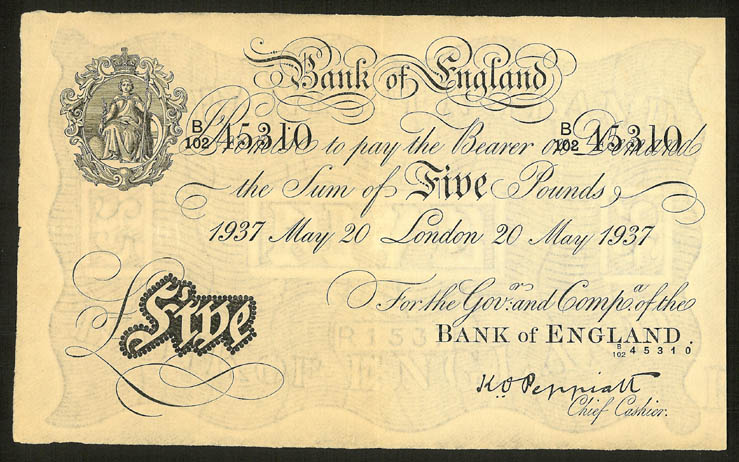 Bank of England
B/102 45310 B/102 45310
Promise to pay the Bearer on Demand
the Sum of Five Pounds
1937 May 20 London 20 May 1937
Five
For the Govr. and Compa. of the
BANK of ENGLAND.
B/102 45310
K O Peppiatt
Chief Cashier.